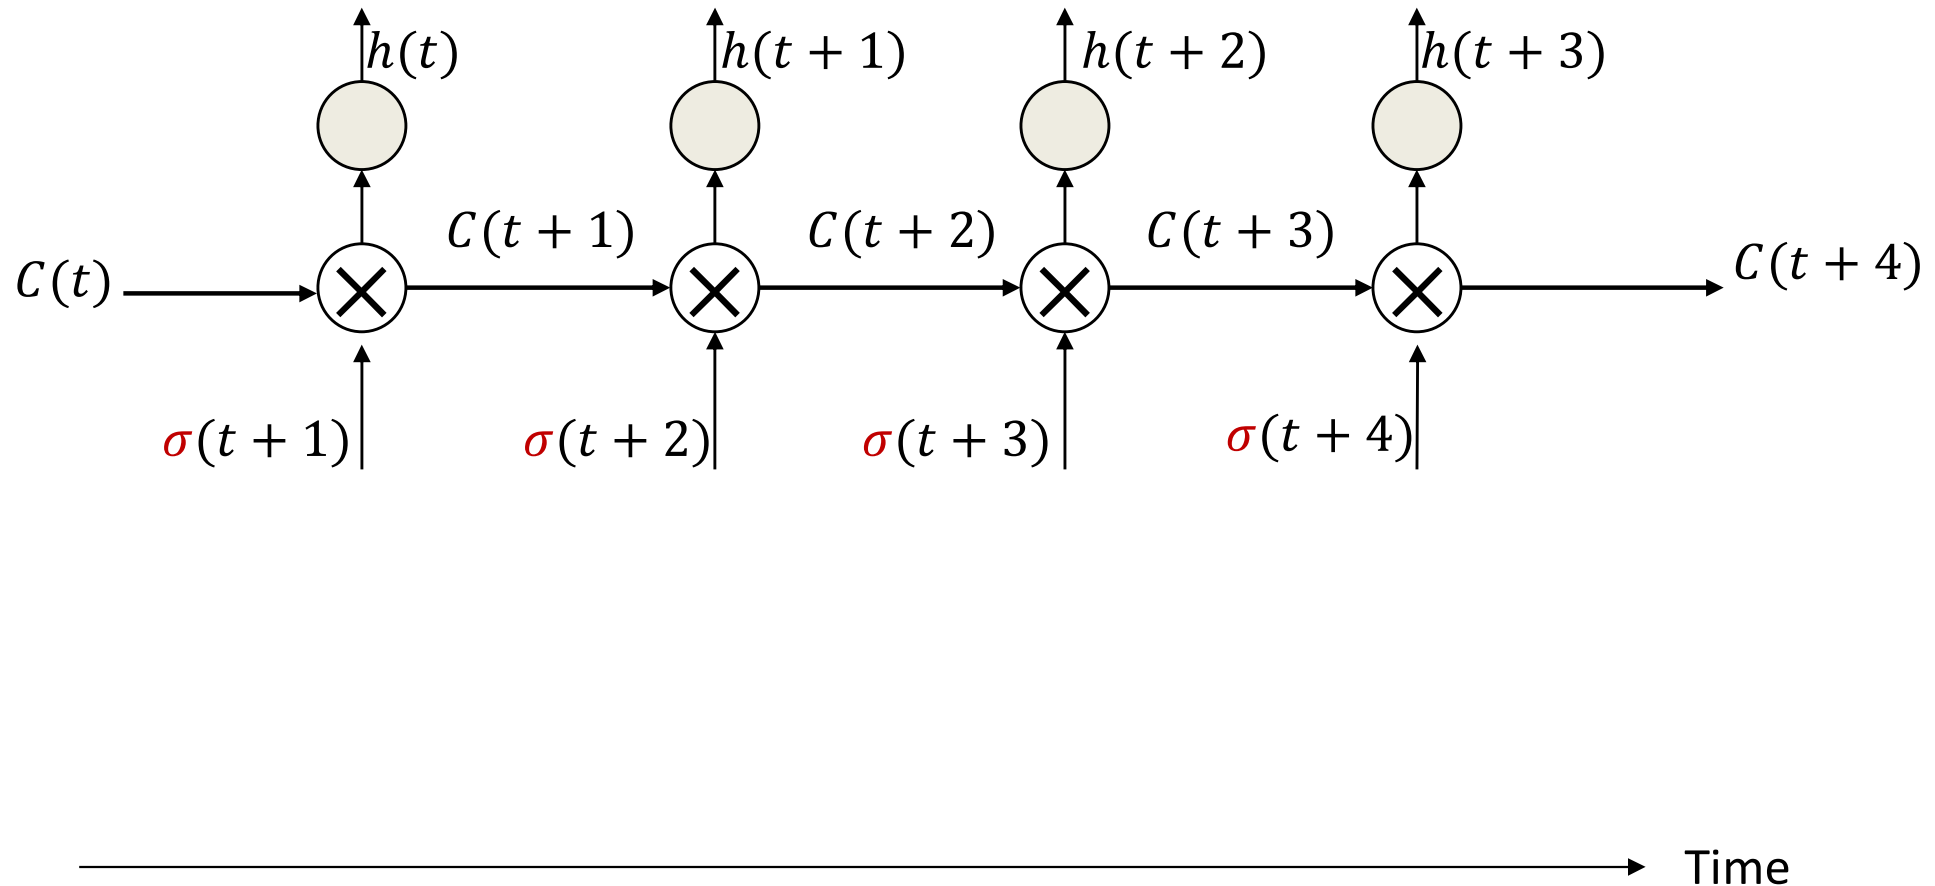 h(t) h(t + 1) h(t + 2) h(t + 3)
C(t) C(t + 1) C(t + 2) C(t + 3) C(t + 4)
σ(t + 1) σ(t + 2) σ(t + 3) σ(t + 4)
Time